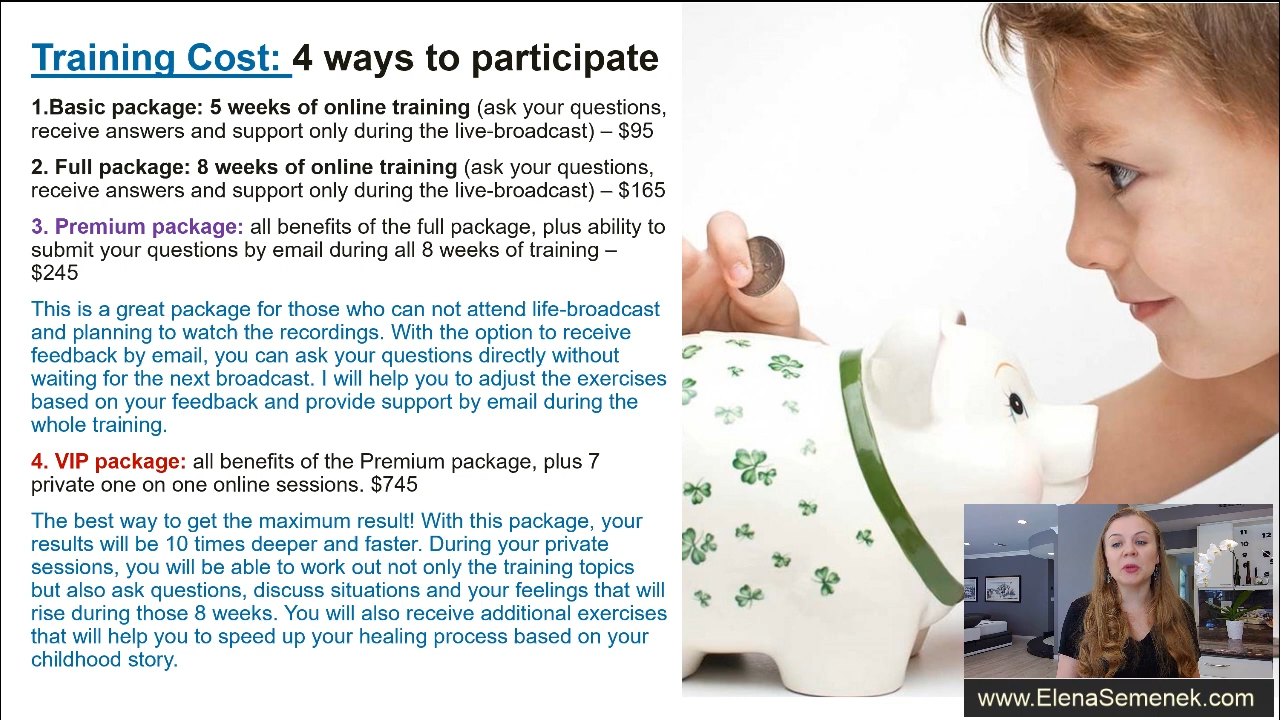 Training Cost: 4 ways to participate
1.Basic package: 5 weeks of online training (ask your questions,
receive answers and support only during the live-broadcast) – $95
2. Full package: 8 weeks of online training (ask your questions,
receive answers and support only during the live-broadcast) – $165
3. Premium package: all benefits of the full package, plus ability to
submit your questions by email during all 8 weeks of training –
$245
This is a great package for those who can not attend life-broadcast
and planning to watch the recordings. With the option to receive
feedback by email, you can ask your questions directly without
waiting for the next broadcast. I will help you to adjust the exercises
based on your feedback and provide support by email during the
whole training.
4. VIP package: all benefits of the Premium package, plus 7
private one on one online sessions. $745
The best way to get the maximum result! With this package, your
results will be 10 times deeper and faster. During your private
sessions, you will be able to work out not only the training topics
but also ask questions, discuss situations and your feelings that will
rise during those 8 weeks. You will also receive additional exercises
that will help you to speed up your healing process based on your
childhood story.
www.ElenaSemenek.com